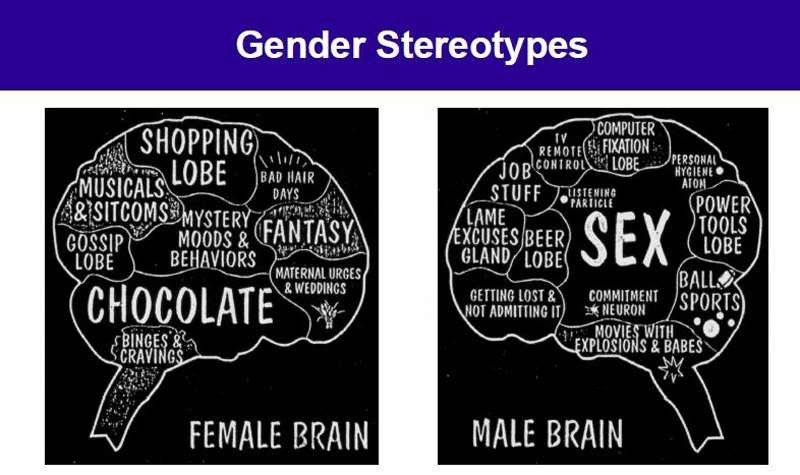 Gender Stereotypes
SHOPPING
LOBE
BAD HAIR
DAYS
MUSICALS
& SITCOMS
MYSTERY
MOODS &
BEHAVIORS
FANTASY
GOSSIP
LOBE
MATERNAL URGES
& WEDDINGS
CHOCOLATE
BINGES &
CRAVINGS
FEMALE BRAIN
TV
REMOTE
CONTROL
COMPUTER
FIXATION
LOBE
PERSONAL
HYGIENE
ATOM
JOB
STUFF
LISTENING
PARTICLE
LAME
EXCUSES
GLAND
BEER
LOBE
SEX
POWER
TOOLS
LOBE
BALL
SPORTS
GETTING LOST &
NOT ADMITTING IT
COMMITMENT
NEURON
MOVIES WITH
EXPLOSIONS & BABES
MALE BRAIN